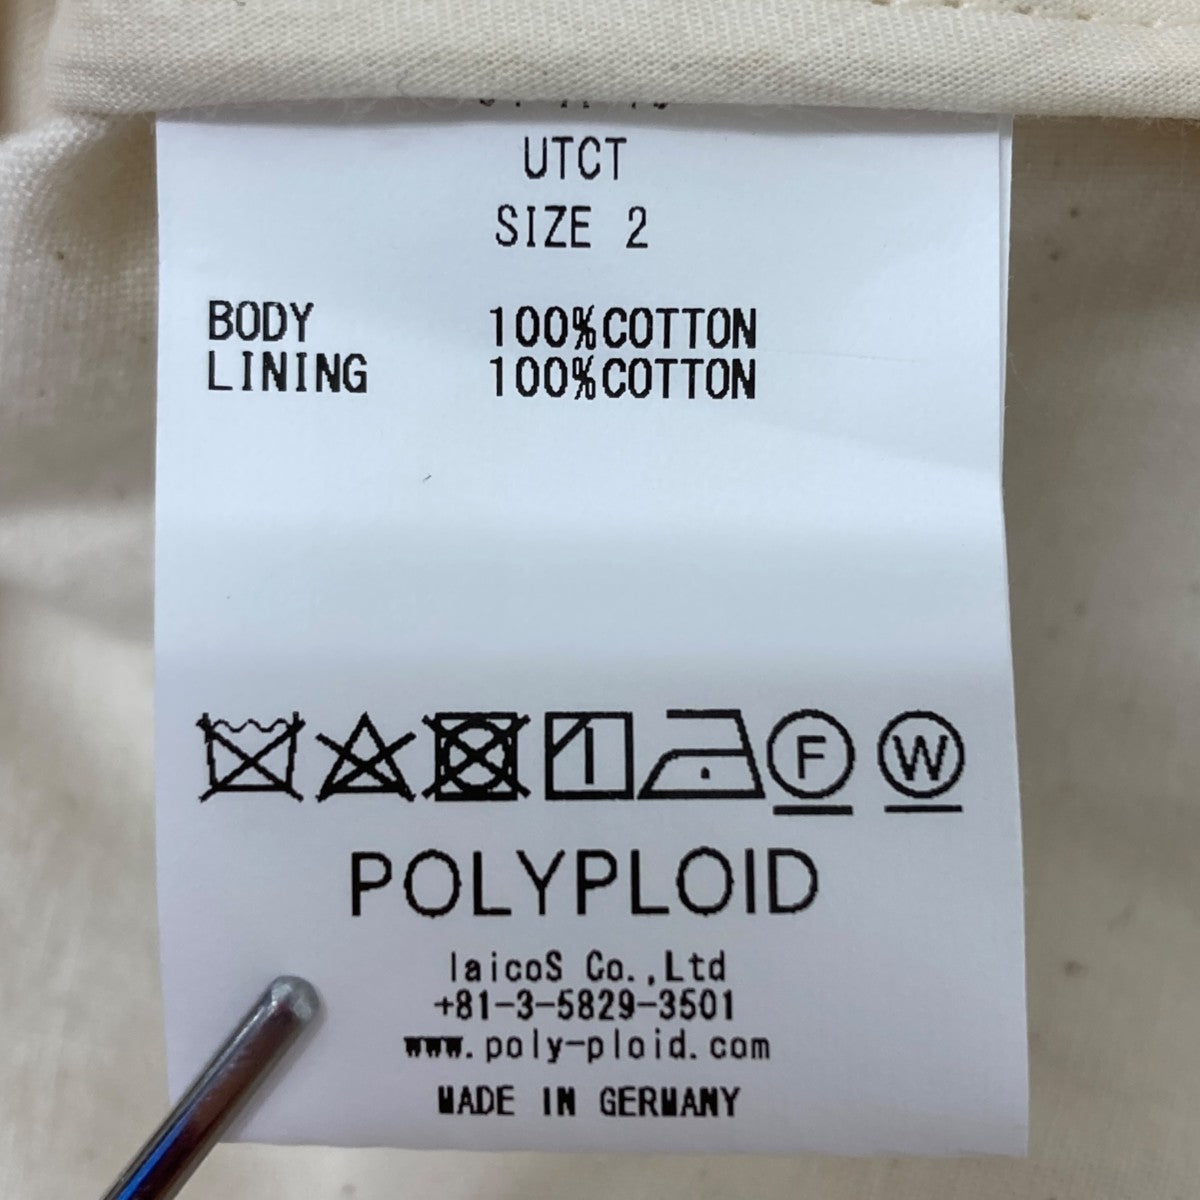 UTCT
SIZE 2
BODY 100%COTTON
LINING 100%COTTON
F W
POLYPLOID
laicoS Co.,Ltd
+81-3-5829-3501
www.poly-ploid.com
MADE IN GERMANY